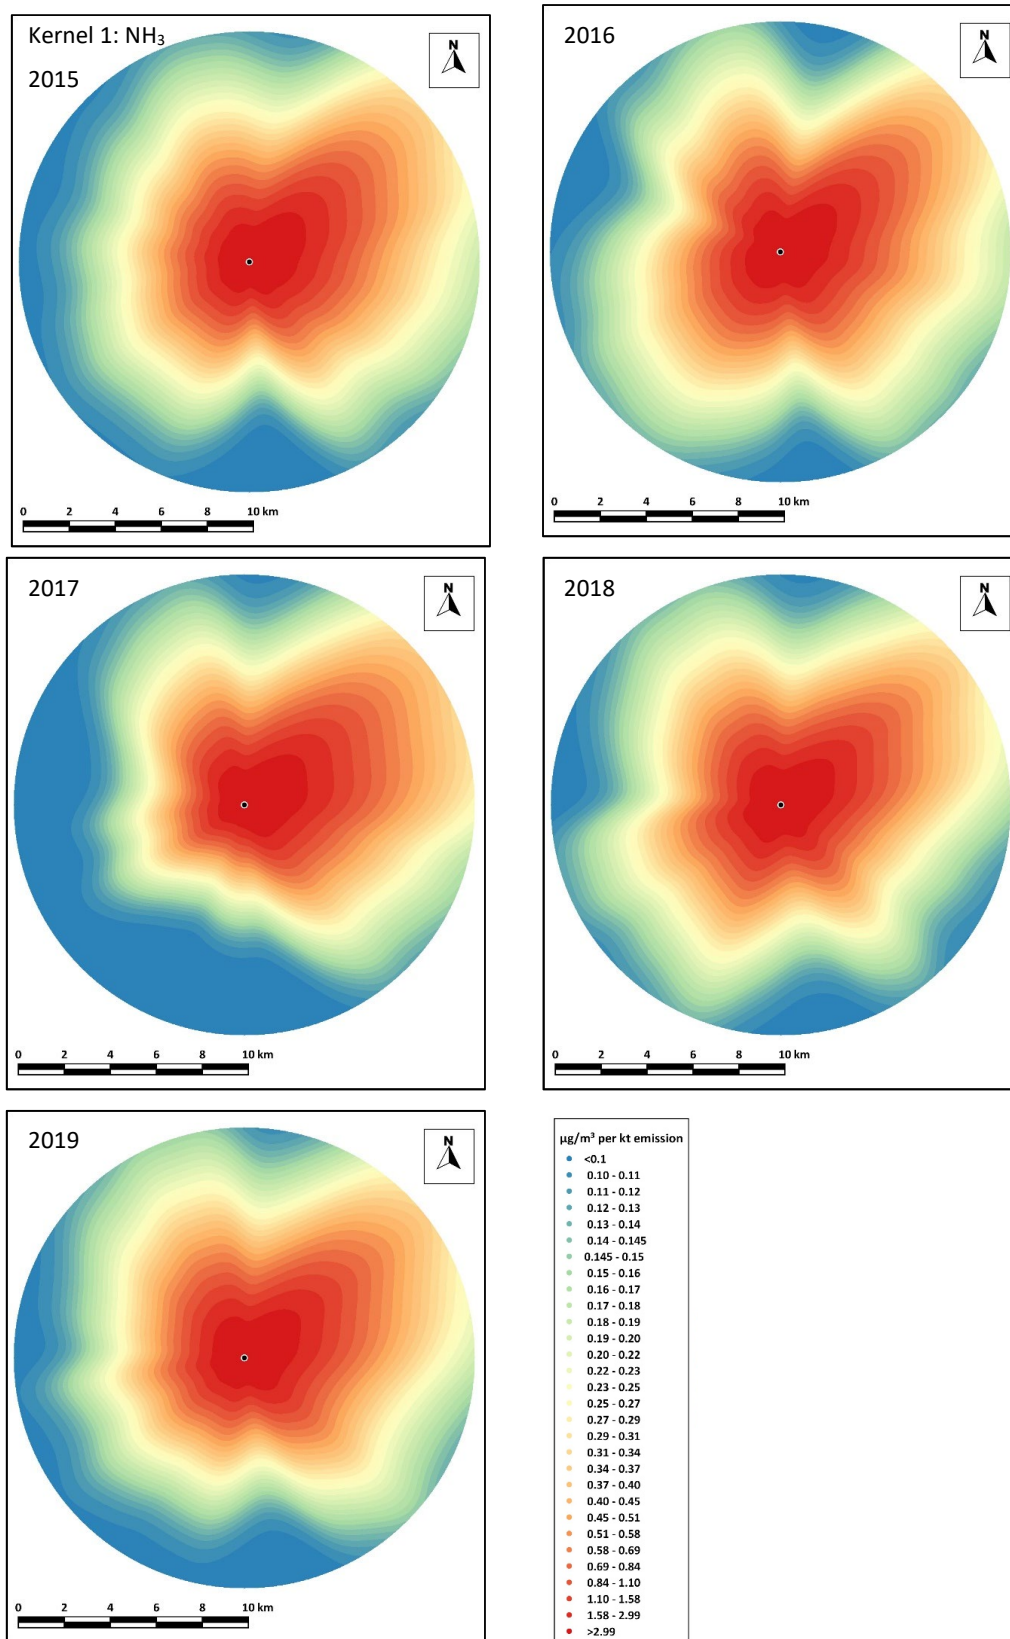 Kernel 1: NH₃
2015
N
0 2 4 6 8 10 km
2016
N
0 2 4 6 8 10 km
2017
N
0 2 4 6 8 10 km
2018
N
0 2 4 6 8 10 km
2019
N
0 2 4 6 8 10 km
µg/m³ per kt emission
<0.1
0.10 - 0.11
0.11 - 0.12
0.12 - 0.13
0.13 - 0.14
0.14 - 0.145
0.145 - 0.15
0.15 - 0.16
0.16 - 0.17
0.17 - 0.18
0.18 - 0.19
0.19 - 0.20
0.20 - 0.22
0.22 - 0.23
0.23 - 0.25
0.25 - 0.27
0.27 - 0.29
0.29 - 0.31
0.31 - 0.34
0.34 - 0.37
0.37 - 0.40
0.40 - 0.45
0.45 - 0.51
0.51 - 0.58
0.58 - 0.69
0.69 - 0.84
0.84 - 1.10
1.10 - 1.58
1.58 - 2.99
>2.99